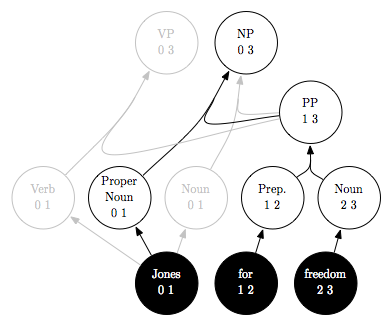 VP
0 3
NP
0 3
PP
1 3
Verb
0 1
Proper
Noun
0 1
Noun
0 1
Prep.
1 2
Noun
2 3
Jones
0 1
for
1 2
freedom
2 3